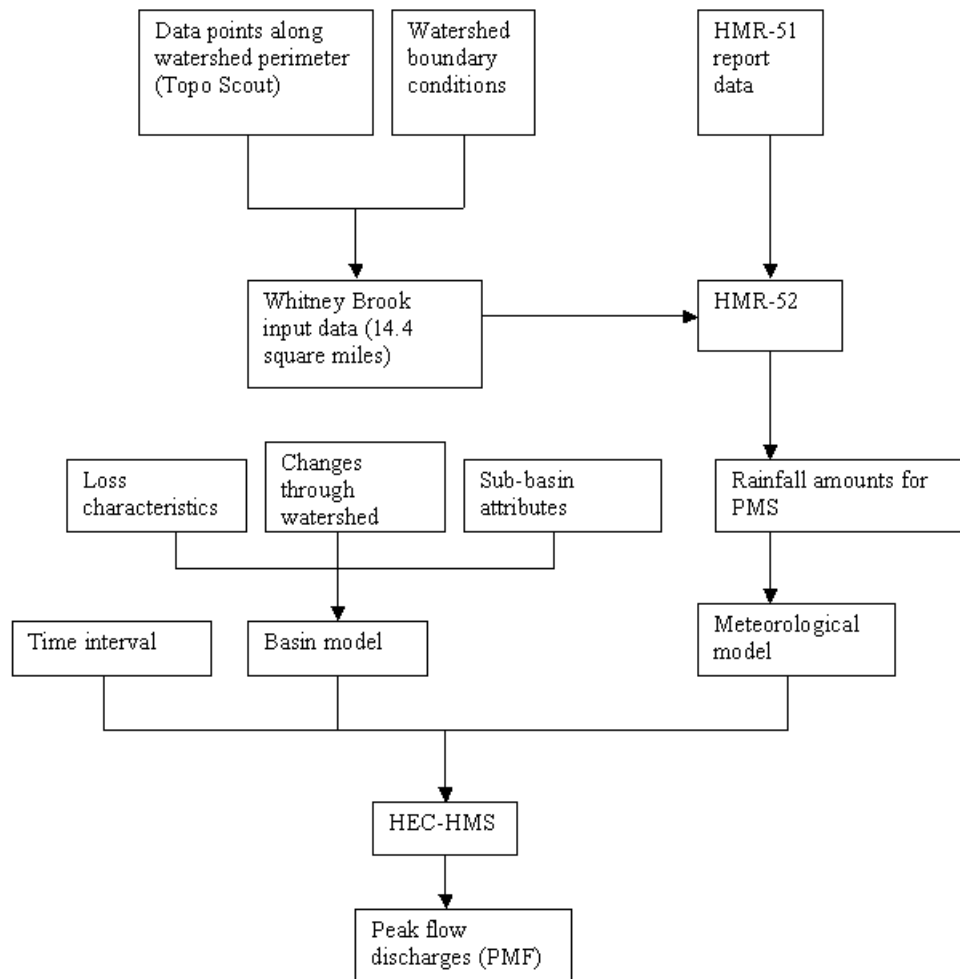 Data points along
watershed perimeter
(Topo Scout)
Watershed
boundary
conditions
HMR-51
report
data
Whitney Brook
input data (14.4
square miles)
HMR-52
Loss
characteristics
Changes
through
watershed
Sub-basin
attributes
Rainfall amounts for
PMS
Time interval
Basin model
Meteorological
model
HEC-HMS
Peak flow
discharges (PMF)